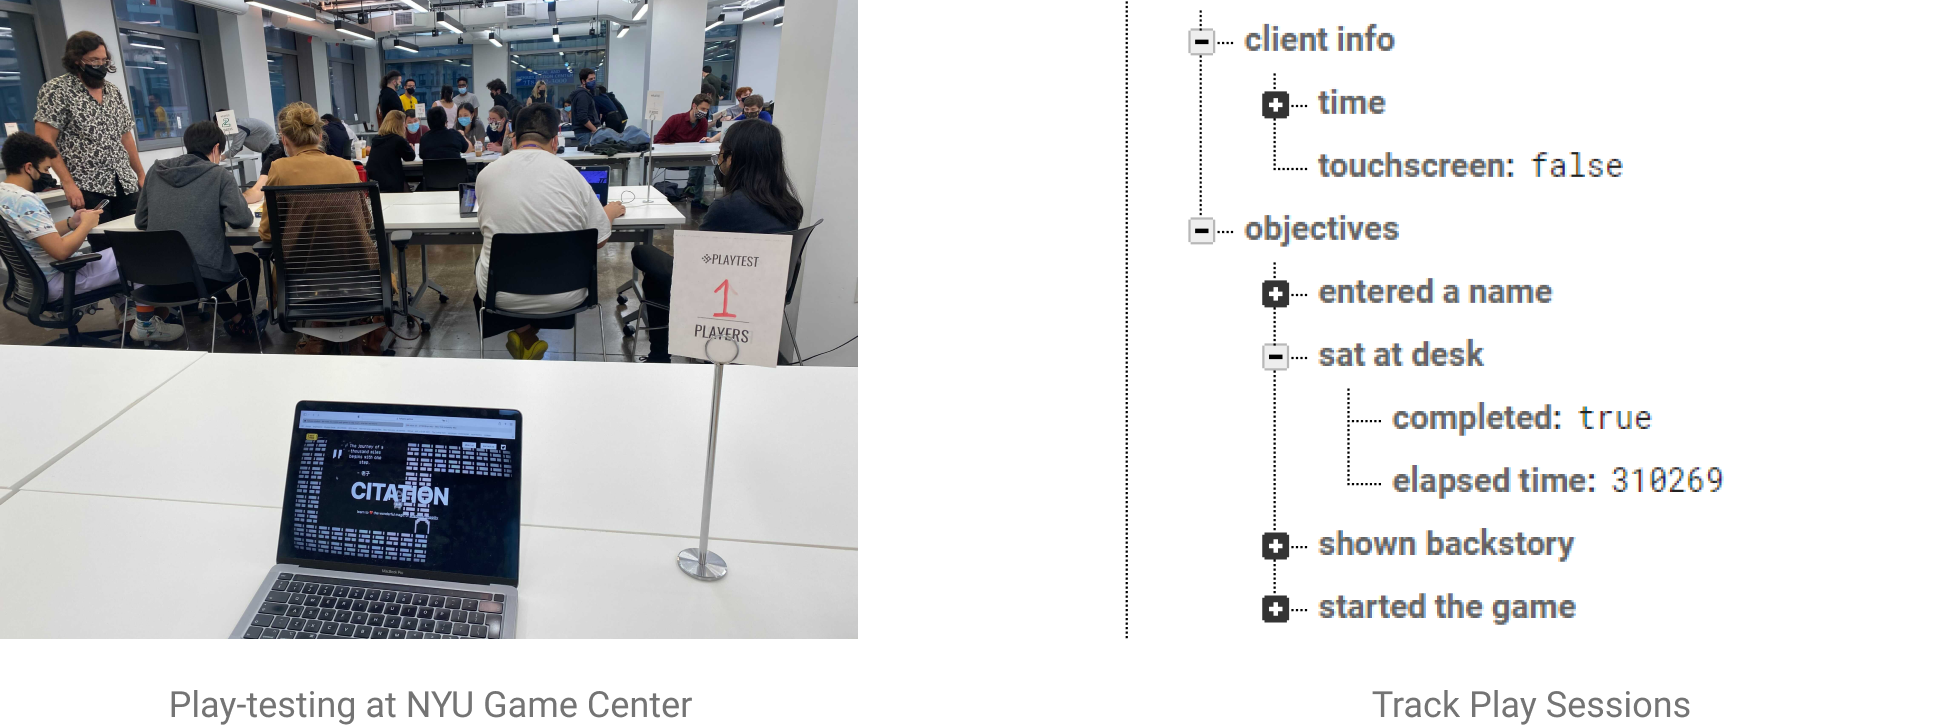 PLAYTEST
1
PLAYERS
The journey of a
thousand miles
begins with one
step.
CITATION
MacBook Pro
Play-testing at NYU Game Center
client info
time
touchscreen: false
objectives
entered a name
sat at desk
completed: true
elapsed time: 310269
shown backstory
started the game
Track Play Sessions